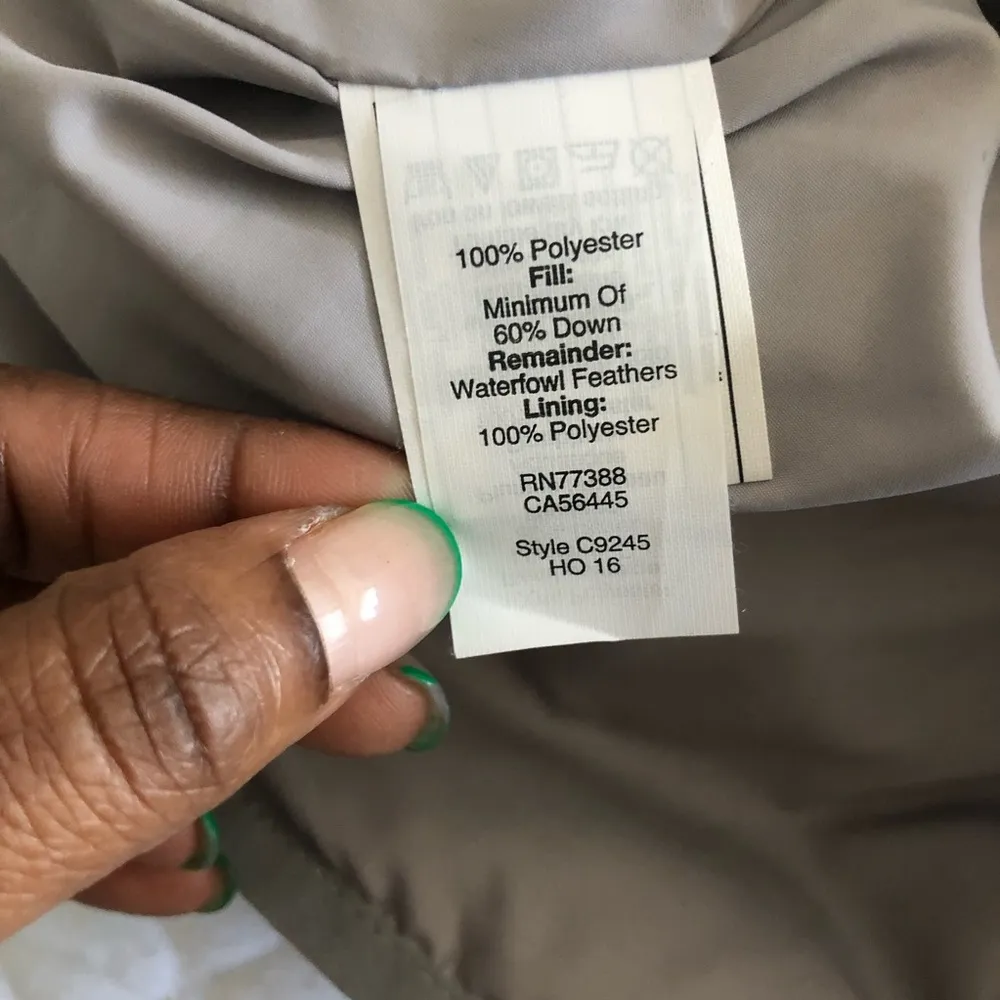 100% Polyester
Fill:
Minimum Of
60% Down
Remainder:
Waterfowl Feathers
Lining:
100% Polyester
RN77388
CA56445
Style C9245
HO 16